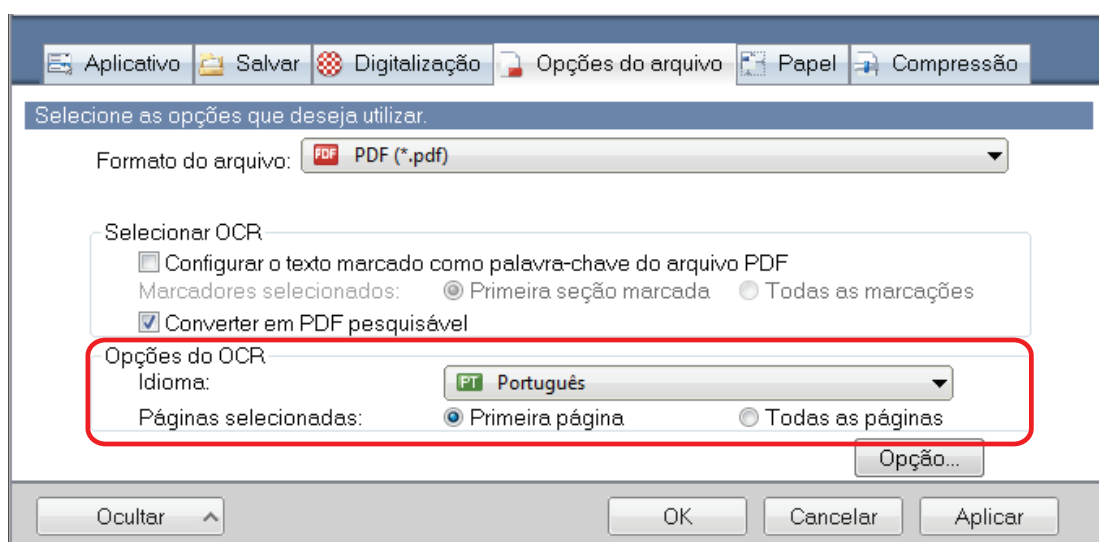 Aplicativo Salvar Digitalização Opções do arquivo Papel Compressão
Selecione as opções que deseja utilizar.
Formato do arquivo: PDF PDF (*.pdf)
Selecionar OCR
Configurar o texto marcado como palavra-chave do arquivo PDF
Marcadores selecionados: Primeira seção marcada Todas as marcações
Converter em PDF pesquisável
Opções do OCR
Idioma: PT Português
Páginas selecionadas: Primeira página Todas as páginas
Opção...
Ocultar OK Cancelar Aplicar